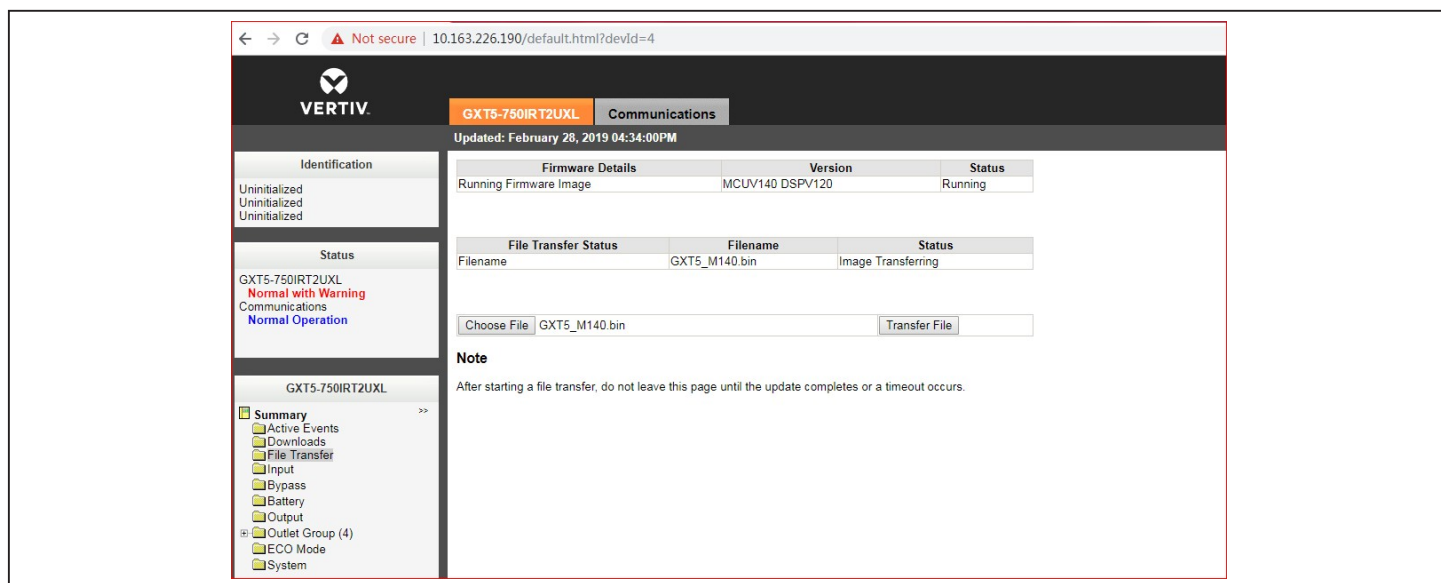 Not secure | 10.163.226.190/default.html?devId=4
VERTIV.
GXT5-750IRT2UXL Communications
Updated: February 28, 2019 04:34:00PM
Identification
Uninitialized
Uninitialized
Uninitialized
Status
GXT5-750IRT2UXL
Normal with Warning
Communications
Normal Operation
GXT5-750IRT2UXL
Summary >>
Active Events
Downloads
File Transfer
Input
Bypass
Battery
Output
Outlet Group (4)
ECO Mode
System
Firmware Details Version Status
Running Firmware Image MCUV140 DSPV120 Running
File Transfer Status Filename Status
Filename GXT5_M140.bin Image Transferring
Choose File GXT5_M140.bin Transfer File
Note
After starting a file transfer, do not leave this page until the update completes or a timeout occurs.